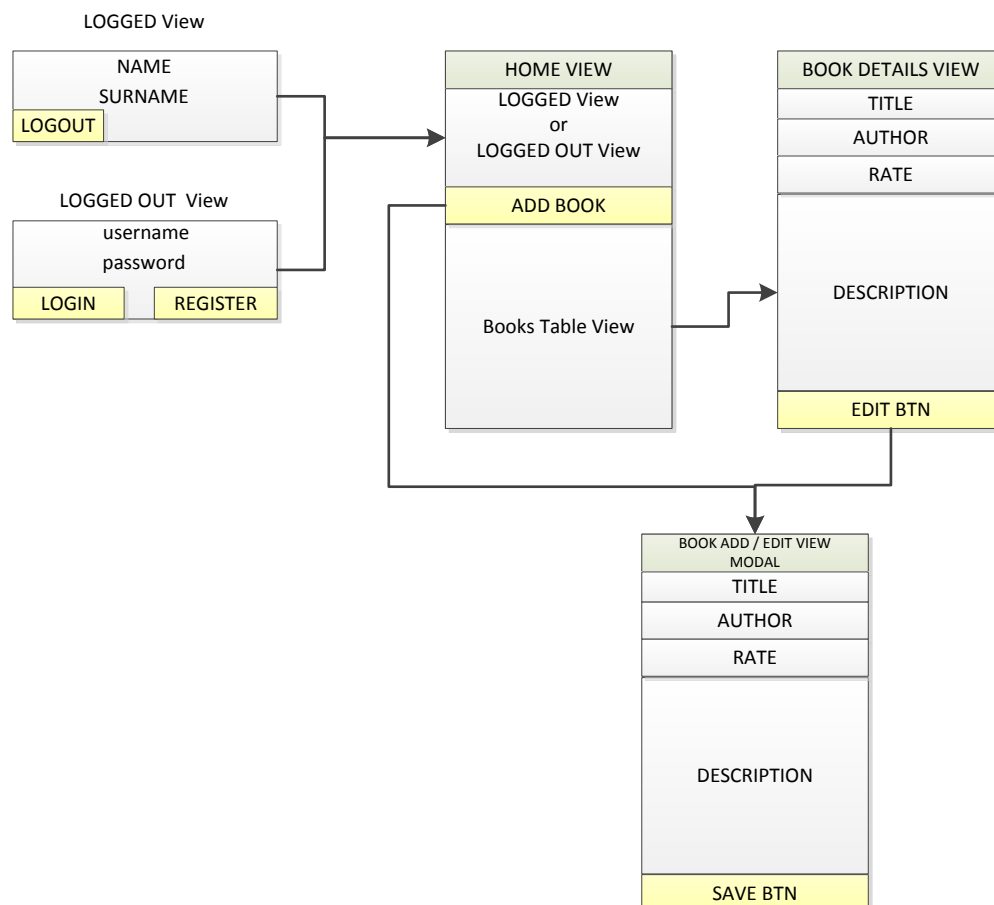 LOGGED View
NAME
SURNAME
LOGOUT
LOGGED OUT  View
username
password
LOGIN
REGISTER
HOME VIEW
LOGGED View
or
LOGGED OUT View
ADD BOOK
Books Table View
BOOK DETAILS VIEW
TITLE
AUTHOR
RATE
DESCRIPTION
EDIT BTN
BOOK ADD / EDIT VIEW
MODAL
TITLE
AUTHOR
RATE
DESCRIPTION
SAVE BTN